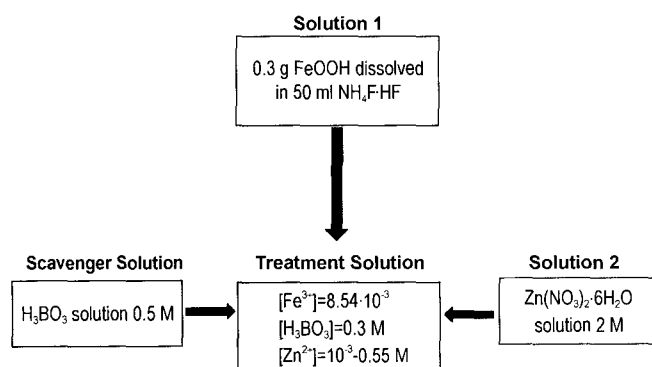 Solution 1
0.3 g FeOOH dissolved
in 50 ml NH₄F·HF
Scavenger Solution
Treatment Solution
Solution 2
H₃BO₃ solution 0.5 M
[Fe³⁺]=8.54·10⁻³
[H₃BO₃]=0.3 M
[Zn²⁺]=10⁻³-0.55 M
Zn(NO₃)₂·6H₂O
solution 2 M